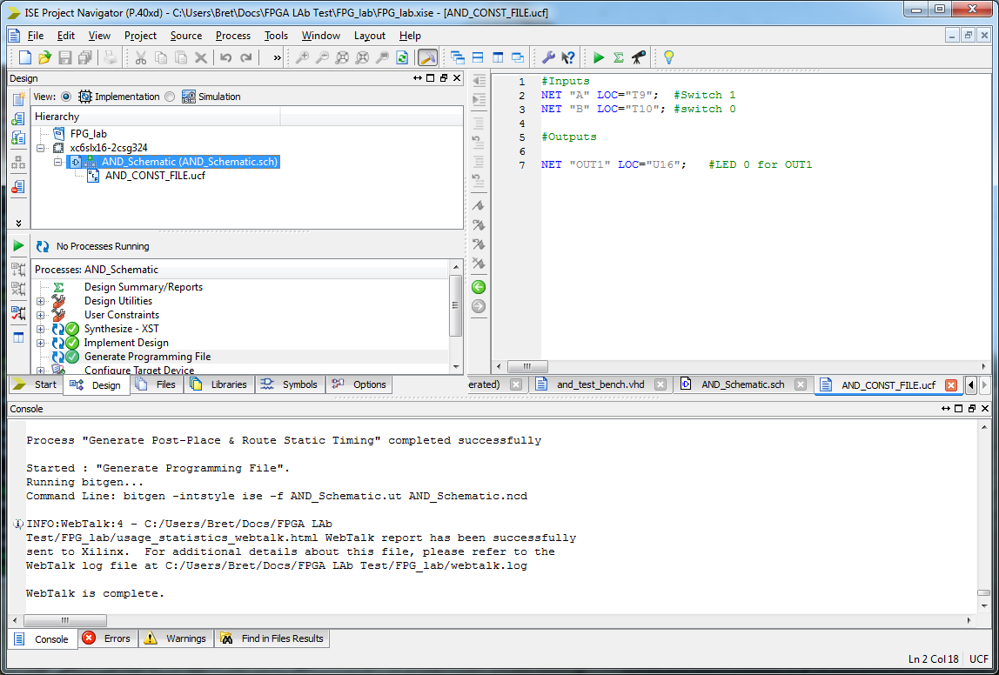 ISE Project Navigator (P.40xd) - C:\Users\Bret\Docs\FPGA LAb Test\FPG_lab\FPG_lab.xise - [AND_CONST_FILE.ucf]
File Edit View Project Source Process Tools Window Layout Help
»
Design
View: Implementation Simulation
Hierarchy
FPG_lab
xc6slx16-2csg324
AND_Schematic (AND_Schematic.sch)
AND_CONST_FILE.ucf
No Processes Running
Processes: AND_Schematic
Design Summary/Reports
Design Utilities
User Constraints
Synthesize - XST
Implement Design
Generate Programming File
Configure Target Device
Start Design Files Libraries Symbols Options
1 #Inputs
2 NET "A" LOC="T9"; #Switch 1
3 NET "B" LOC="T10"; #switch 0
4
5 #Outputs
6
7 NET "OUT1" LOC="U16"; #LED 0 for OUT1
erated) and_test_bench.vhd AND_Schematic.sch AND_CONST_FILE.ucf
Console
Process "Generate Post-Place & Route Static Timing" completed successfully
Started : "Generate Programming File".
Running bitgen...
Command Line: bitgen -intstyle ise -f AND_Schematic.ut AND_Schematic.ncd
INFO:WebTalk:4 - C:/Users/Bret/Docs/FPGA LAb
Test/FPG_lab/usage_statistics_webtalk.html WebTalk report has been successfully
sent to Xilinx. For additional details about this file, please refer to the
WebTalk log file at C:/Users/Bret/Docs/FPGA LAb Test/FPG_lab/webtalk.log
WebTalk is complete.
Console Errors Warnings Find in Files Results
Ln 2 Col 18 UCF